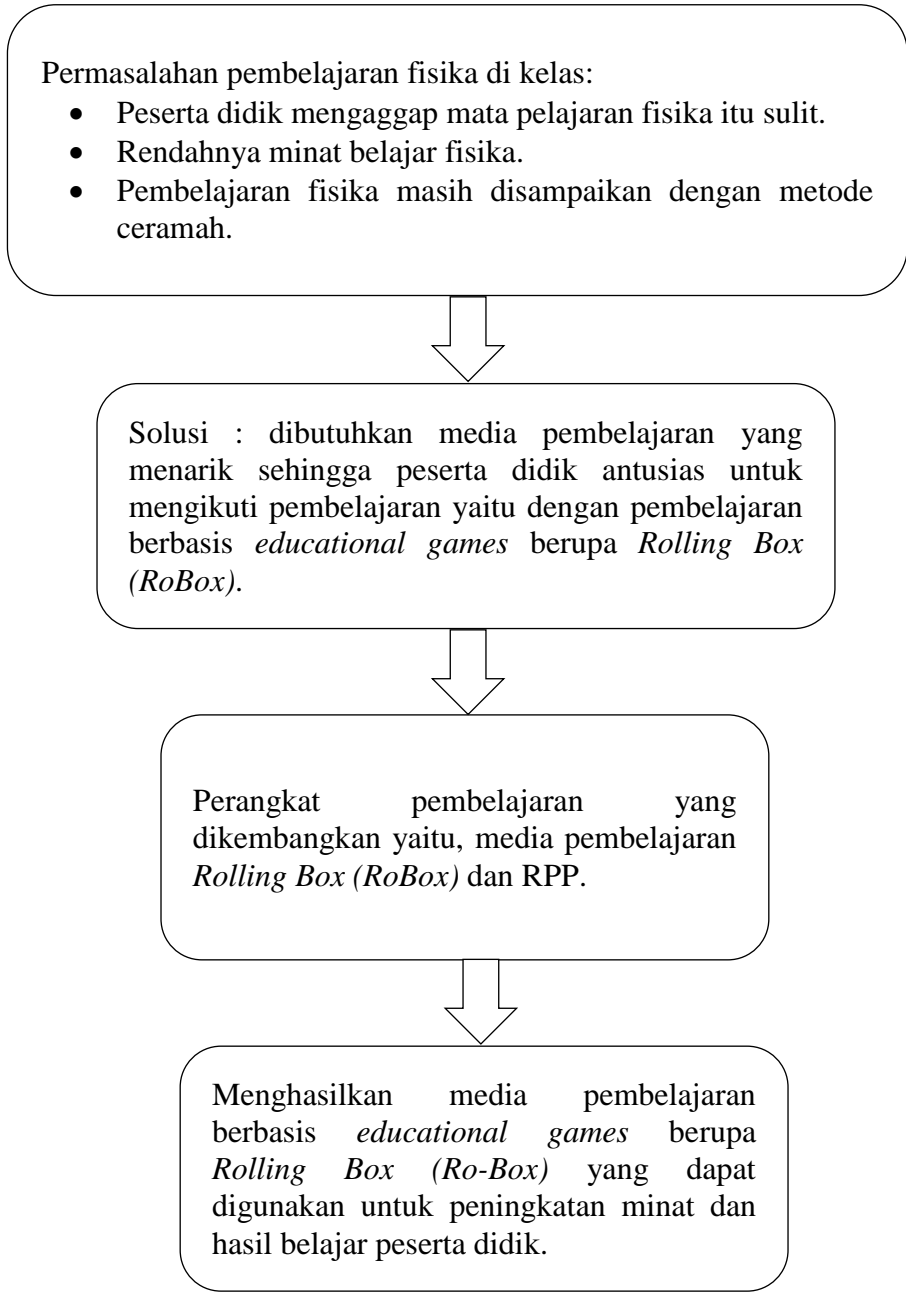 Permasalahan pembelajaran fisika di kelas:
• Peserta didik mengaggap mata pelajaran fisika itu sulit.
• Rendahnya minat belajar fisika.
• Pembelajaran fisika masih disampaikan dengan metode
ceramah.
Solusi : dibutuhkan media pembelajaran yang
menarik sehingga peserta didik antusias untuk
mengikuti pembelajaran yaitu dengan pembelajaran
berbasis educational games berupa Rolling Box
(RoBox).
Perangkat pembelajaran yang
dikembangkan yaitu, media pembelajaran
Rolling Box (RoBox) dan RPP.
Menghasilkan media pembelajaran
berbasis educational games berupa
Rolling Box (Ro-Box) yang dapat
digunakan untuk peningkatan minat dan
hasil belajar peserta didik.